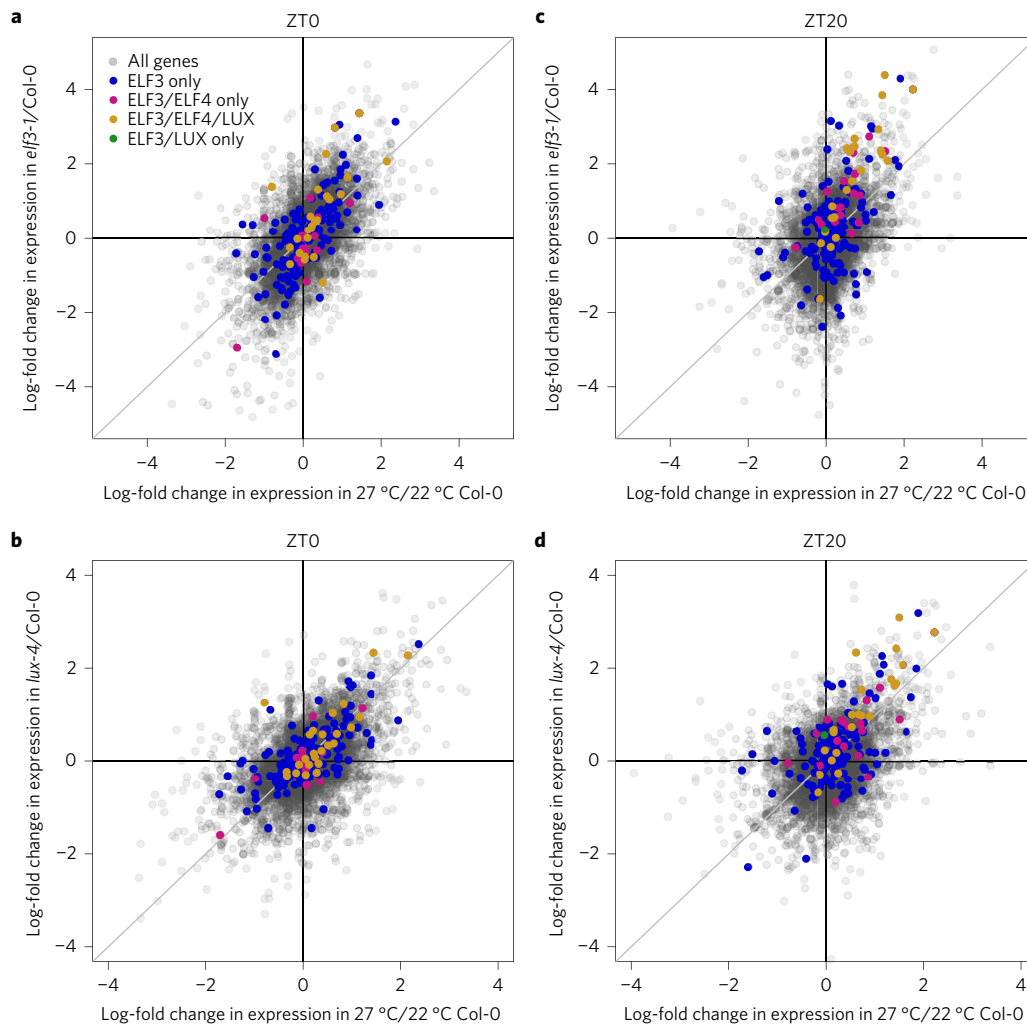 a
ZT0
Log-fold change in expression in elf3-1/Col-0
All genes
ELF3 only
ELF3/ELF4 only
ELF3/ELF4/LUX
ELF3/LUX only
4
2
0
−2
−4
−4
−2
0
2
4
Log-fold change in expression in 27 °C/22 °C Col-0
c
ZT20
Log-fold change in expression in elf3-1/Col-0
4
2
0
−2
−4
−4
−2
0
2
4
Log-fold change in expression in 27 °C/22 °C Col-0
b
ZT0
Log-fold change in expression in lux-4/Col-0
4
2
0
−2
−4
−4
−2
0
2
4
Log-fold change in expression in 27 °C/22 °C Col-0
d
ZT20
Log-fold change in expression in lux-4/Col-0
4
2
0
−2
−4
−4
−2
0
2
4
Log-fold change in expression in 27 °C/22 °C Col-0